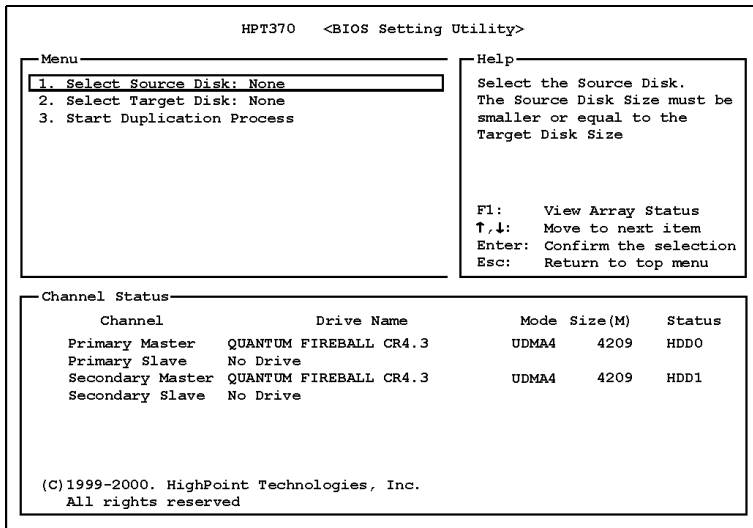 HPT370 <BIOS Setting Utility>
Menu
1. Select Source Disk: None
2. Select Target Disk: None
3. Start Duplication Process
Help
Select the Source Disk.
The Source Disk Size must be
smaller or equal to the
Target Disk Size
F1: View Array Status
↑,↓: Move to next item
Enter: Confirm the selection
Esc: Return to top menu
Channel Status
Channel Drive Name Mode Size(M) Status
Primary Master QUANTUM FIREBALL CR4.3 UDMA4 4209 HDD0
Primary Slave No Drive
Secondary Master QUANTUM FIREBALL CR4.3 UDMA4 4209 HDD1
Secondary Slave No Drive
(C)1999-2000. HighPoint Technologies, Inc.
All rights reserved